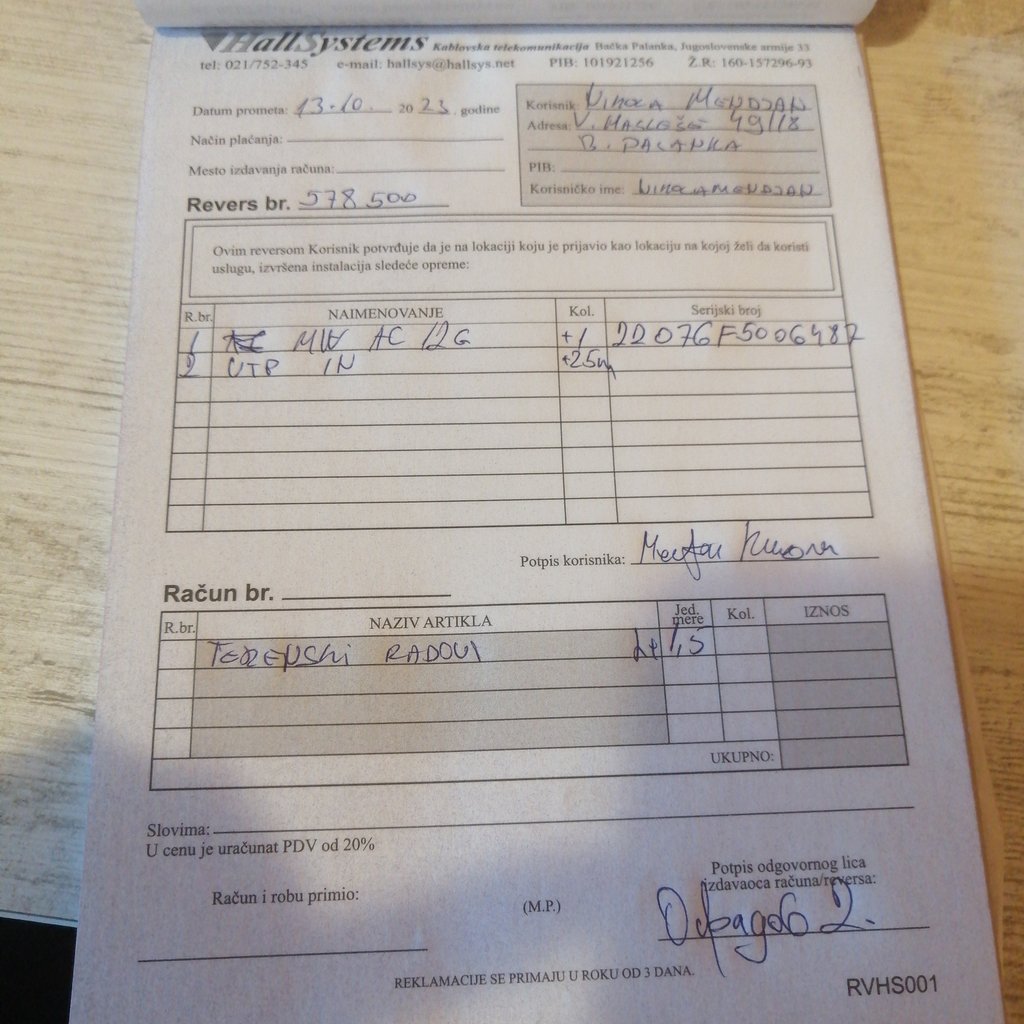 HallSystems Kablovska telekomunikacija Bačka Palanka, Jugoslovenske armije 33
tel: 021/752-345 e-mail: hallsys@hallsys.net PIB: 101921256 Ž.R: 160-157296-93
Datum prometa: 13.10. 2023. godine
Način plaćanja:
Mesto izdavanja računa:
Revers br. 578 500
Korisnik: NIKOLA MENDJAN
Adresa: V. MASLEŠE 49/18
B. PALANKA
PIB:
Korisničko ime: NIKOLAMENDJAN
Ovim reversom Korisnik potvrđuje da je na lokaciji koju je prijavio kao lokaciju na kojoj želi da koristi
uslugu, izvršena instalacija sledeće opreme:
R.br. NAIMENOVANJE Kol. Serijski broj
1 AC 12G +1 22076F5006487
2 UTP IN +25m
Potpis korisnika:
Račun br.
R.br. NAZIV ARTIKLA Jed. mere Kol. IZNOS
TERENSKI RADOVI 1,5
UKUPNO:
Slovima:
U cenu je uračunat PDV od 20%
Račun i robu primio:
(M.P.)
Potpis odgovornog lica
izdavaoca računa/reversa:
REKLAMACIJE SE PRIMAJU U ROKU OD 3 DANA.
RVHS001